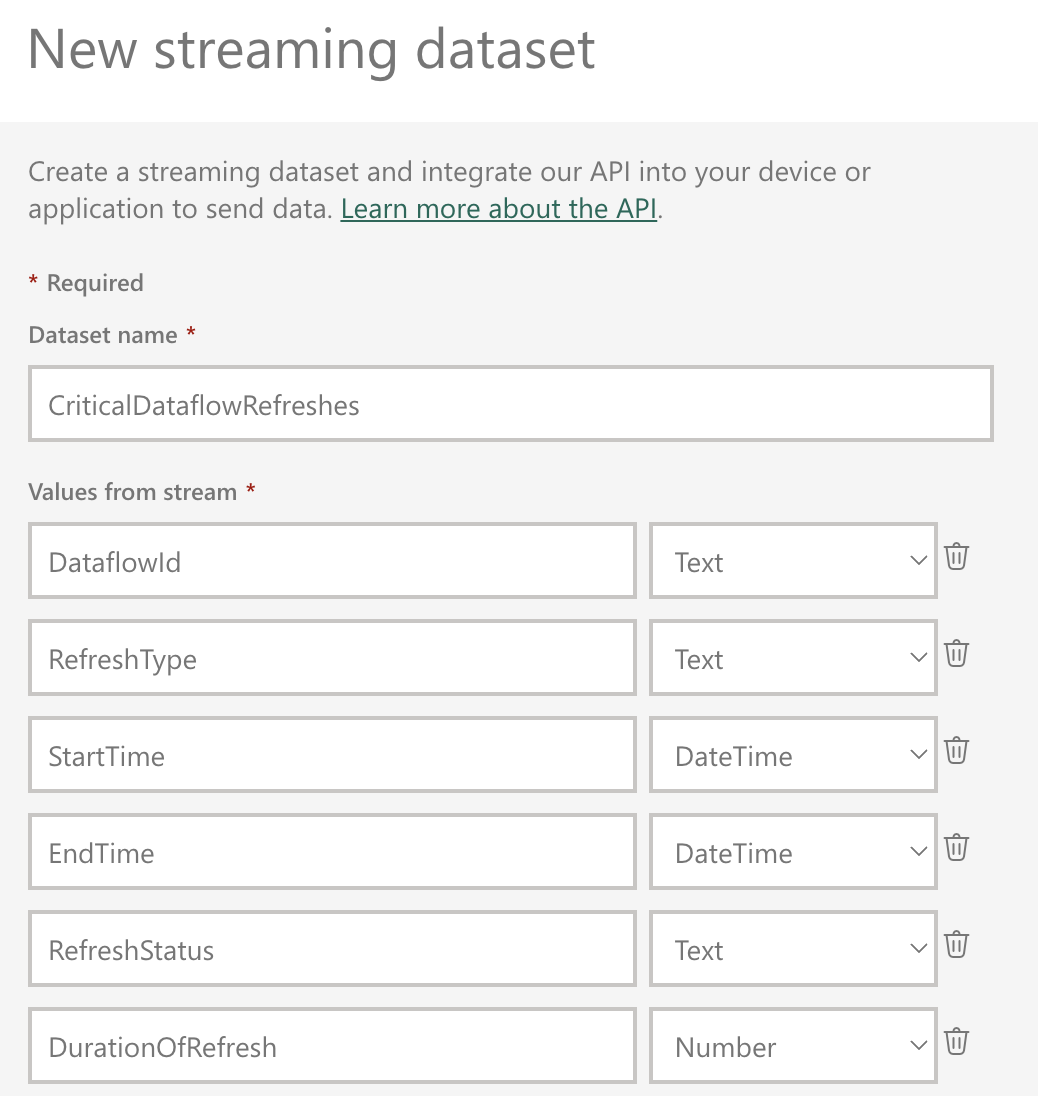 New streaming dataset
Create a streaming dataset and integrate our API into your device or
application to send data. Learn more about the API.
* Required
Dataset name *
CriticalDataflowRefreshes
Values from stream *
DataflowId Text
RefreshType Text
StartTime DateTime
EndTime DateTime
RefreshStatus Text
DurationOfRefresh Number